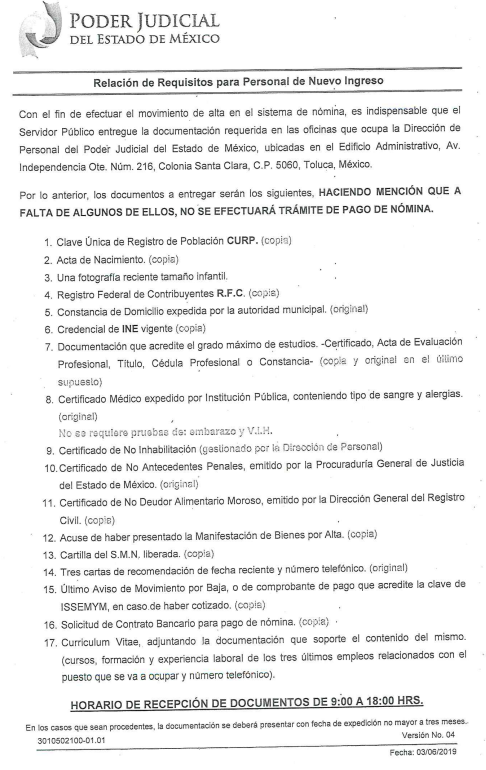 PODER JUDICIAL
DEL ESTADO DE MÉXICO
Relación de Requisitos para Personal de Nuevo Ingreso
Con el fin de efectuar el movimiento de alta en el sistema de nómina, es indispensable que el
Servidor Público entregue la documentación requerida en las oficinas que ocupa la Dirección de
Personal del Poder Judicial del Estado de México, ubicadas en el Edificio Administrativo, Av.
Independencia Ote. Núm. 216, Colonia Santa Clara, C.P. 5060, Toluca, México.
Por lo anterior, los documentos a entregar serán los siguientes, HACIENDO MENCIÓN QUE A
FALTA DE ALGUNOS DE ELLOS, NO SE EFECTUARÁ TRÁMITE DE PAGO DE NÓMINA.
1. Clave Única de Registro de Población CURP. (copia)
2. Acta de Nacimiento. (copia)
3. Una fotografía reciente tamaño infantil.
4. Registro Federal de Contribuyentes R.F.C. (copia)
5. Constancia de Domicilio expedida por la autoridad municipal. (original)
6. Credencial de INE vigente (copia)
7. Documentación que acredite el grado máximo de estudios. -Certificado, Acta de Evaluación
Profesional, Título, Cédula Profesional o Constancia- (copia y original en el último
supuesto)
8. Certificado Médico expedido por Institución Pública, conteniendo tipo de sangre y alergias.
(original)
No se requiere pruebas de: embarazo y V.I.H.
9. Certificado de No Inhabilitación (gestionado por la Dirección de Personal)
10. Certificado de No Antecedentes Penales, emitido por la Procuraduría General de Justicia
del Estado de México. (original)
11. Certificado de No Deudor Alimentario Moroso, emitido por la Dirección General del Registro
Civil. (copia)
12. Acuse de haber presentado la Manifestación de Bienes por Alta. (copia)
13. Cartilla del S.M.N. liberada. (copia)
14. Tres cartas de recomendación de fecha reciente y número telefónico. (original)
15. Último Aviso de Movimiento por Baja, o de comprobante de pago que acredite la clave de
ISSEMYM, en caso de haber cotizado. (copia)
16. Solicitud de Contrato Bancario para pago de nómina. (copia)
17. Curriculum Vitae, adjuntando la documentación que soporte el contenido del mismo.
(cursos, formación y experiencia laboral de los tres últimos empleos relacionados con el
puesto que se va a ocupar y número telefónico).
HORARIO DE RECEPCIÓN DE DOCUMENTOS DE 9:00 A 18:00 HRS.
En los casos que sean procedentes, la documentación se deberá presentar con fecha de expedición no mayor a tres meses.
3010502100-01.01
Versión No. 04
Fecha: 03/06/2019